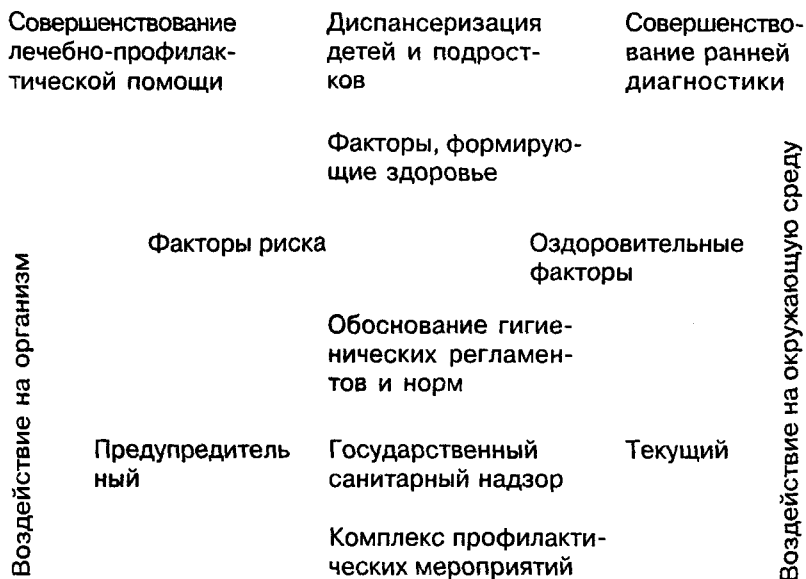 Совершенствование
лечебно-профилак-
тической помощи
Диспансеризация
детей и подрост-
ков
Совершенство-
вание ранней
диагностики
Факторы, формирую-
щие здоровье
Факторы риска
Оздоровительные
факторы
Обоснование гигие-
нических регламен-
тов и норм
Предупредитель
ный
Государственный
санитарный надзор
Текущий
Комплекс профилакти-
ческих мероприятий
Воздействие на организм
Воздействие на окружающую среду